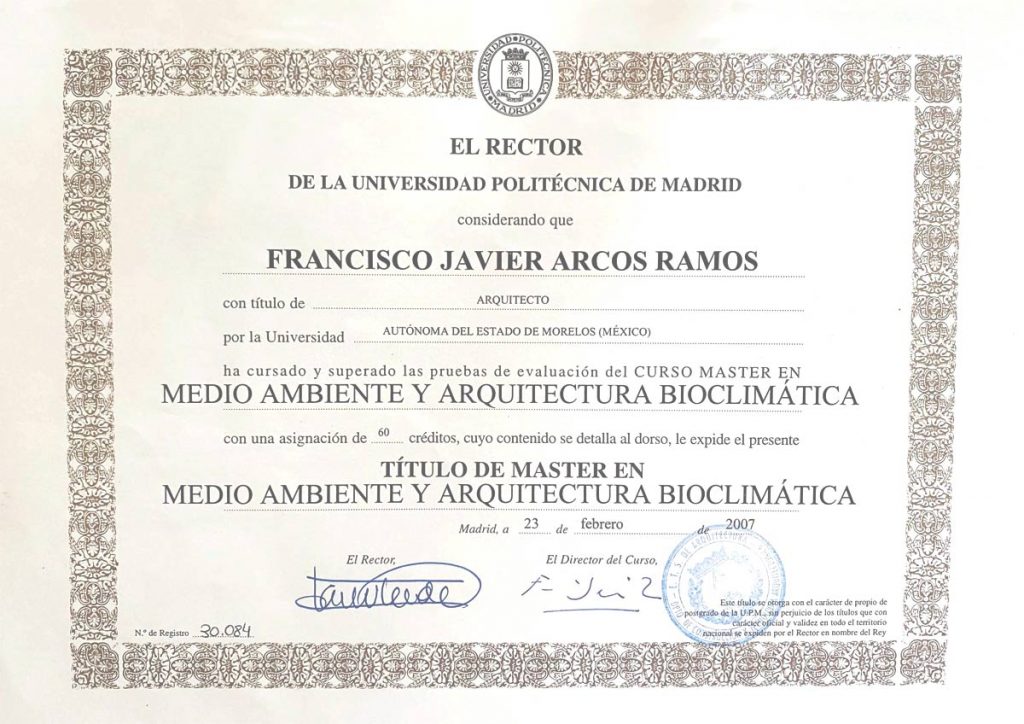 UNIVERSIDAD POLITÉCNICA
MADRID
EL RECTOR
DE LA UNIVERSIDAD POLITÉCNICA DE MADRID
considerando que
FRANCISCO JAVIER ARCOS RAMOS
con título de ARQUITECTO
por la Universidad AUTÓNOMA DEL ESTADO DE MORELOS (MÉXICO)
ha cursado y superado las pruebas de evaluación del CURSO MASTER EN
MEDIO AMBIENTE Y ARQUITECTURA BIOCLIMÁTICA
con una asignación de 60 créditos, cuyo contenido se detalla al dorso, le expide el presente
TÍTULO DE MASTER EN
MEDIO AMBIENTE Y ARQUITECTURA BIOCLIMÁTICA
Madrid, a 23 de febrero de 2007
El Rector, El Director del Curso,
E. T. S. DE ARQUITECTURA
Este título se otorga con el carácter de propio de
postgrado de la U.P.M., sin perjuicio de los títulos que con
carácter oficial y validez en todo el territorio
nacional se expiden por el Rector en nombre del Rey
N.º de Registro 30.084